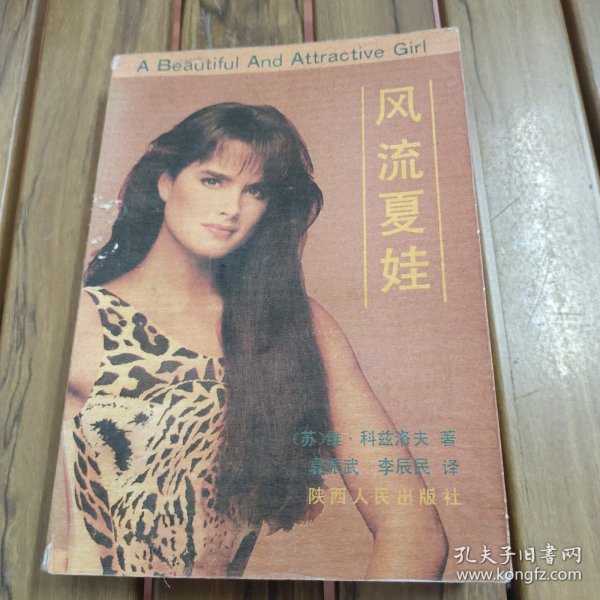 A Beautiful And Attractive Girl
风流夏娃
〔苏〕维·科兹洛夫 著
武 李辰民 译
陕西人民出版社
孔夫子旧书网
www.kongfz.com